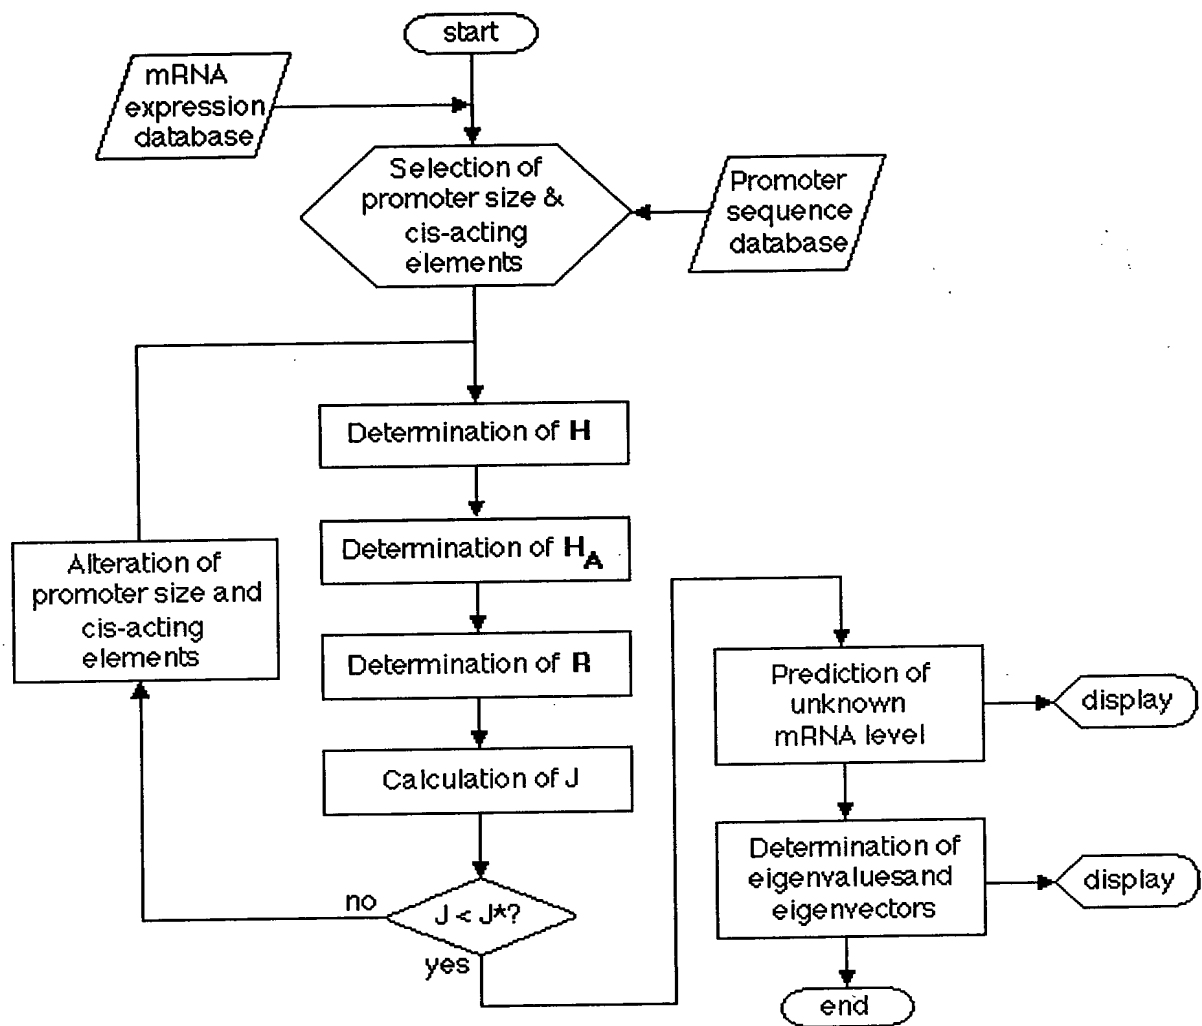 start
mRNA
expression
database
Selection of
promoter size &
cis-acting
elements
Promoter
sequence
database
Determination of H
Determination of HA
Alteration of
promoter size and
cis-acting
elements
Determination of R
Calculation of J
J < J*?
no
yes
Prediction of
unknown
mRNA level
display
Determination of
eigenvaluesand
eigenvectors
display
end